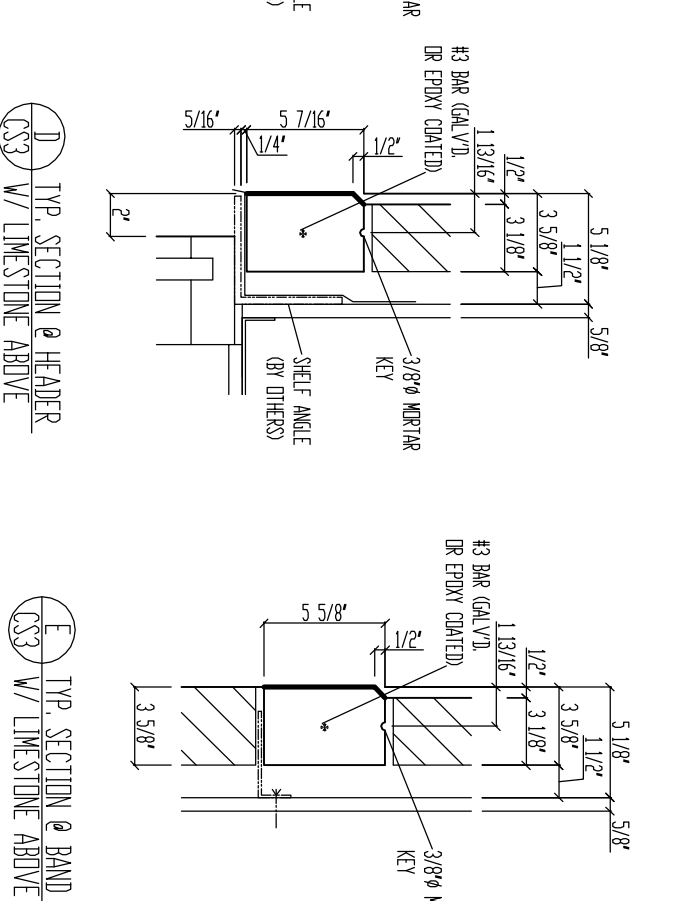 AR
LE
)
#3 BAR (GALV'D.
OR EPOXY COATED)
5 1/8"
5/8"
1 1/2"
3 5/8"
3 1/8"
1/2"
1 13/16"
1/2"
5 7/16"
1/4"
5/16"
2"
3/8"ø MORTAR
KEY
SHELF ANGLE
(BY OTHERS)
D
CS3
TYP. SECTION @ HEADER
W/ LIMESTONE ABOVE
#3 BAR (GALV'D.
OR EPOXY COATED)
5 1/8"
5/8"
1 1/2"
3 5/8"
3 1/8"
1/2"
1 13/16"
1/2"
5 5/8"
3 5/8"
3/8"ø M
KEY
E
CS3
TYP. SECTION @ BAND
W/ LIMESTONE ABOVE